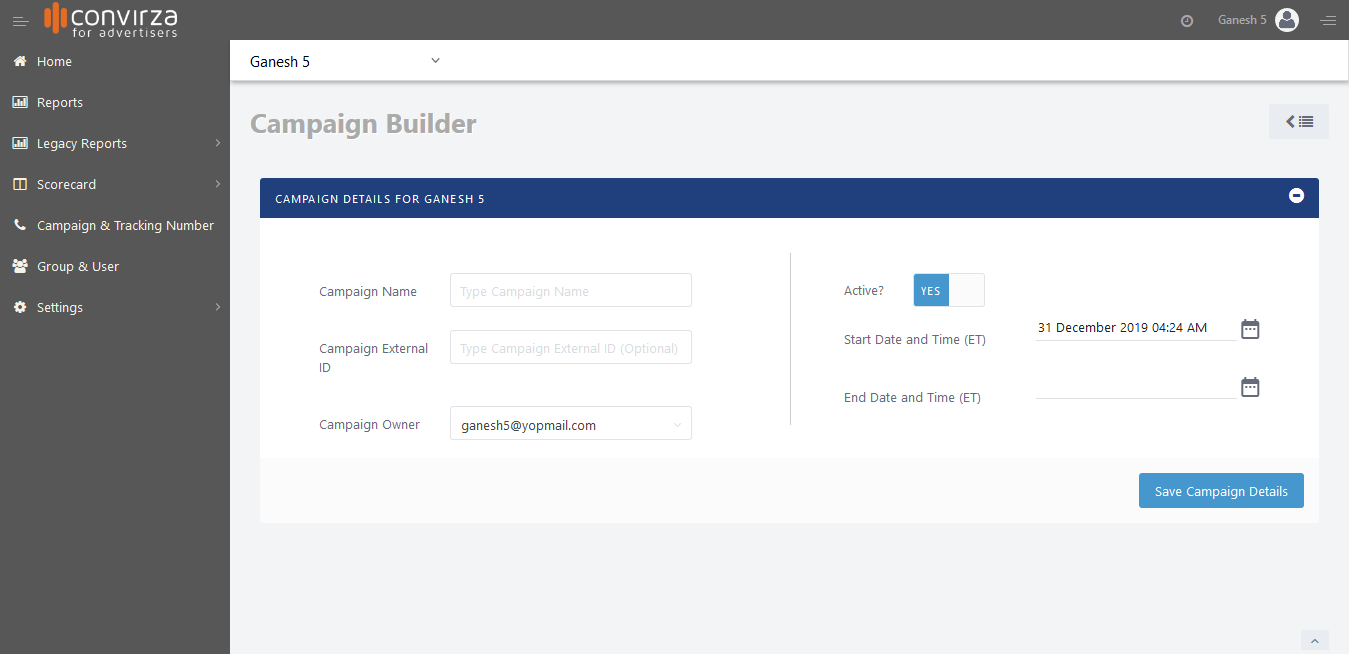 convirza
for advertisers
Ganesh 5
Home
Reports
Legacy Reports
Scorecard
Campaign & Tracking Number
Group & User
Settings
Ganesh 5
Campaign Builder
CAMPAIGN DETAILS FOR GANESH 5
Campaign Name
Type Campaign Name
Campaign External
ID
Type Campaign External ID (Optional)
Campaign Owner
ganesh5@yopmail.com
Active?
YES
Start Date and Time (ET)
31 December 2019 04:24 AM
End Date and Time (ET)
Save Campaign Details